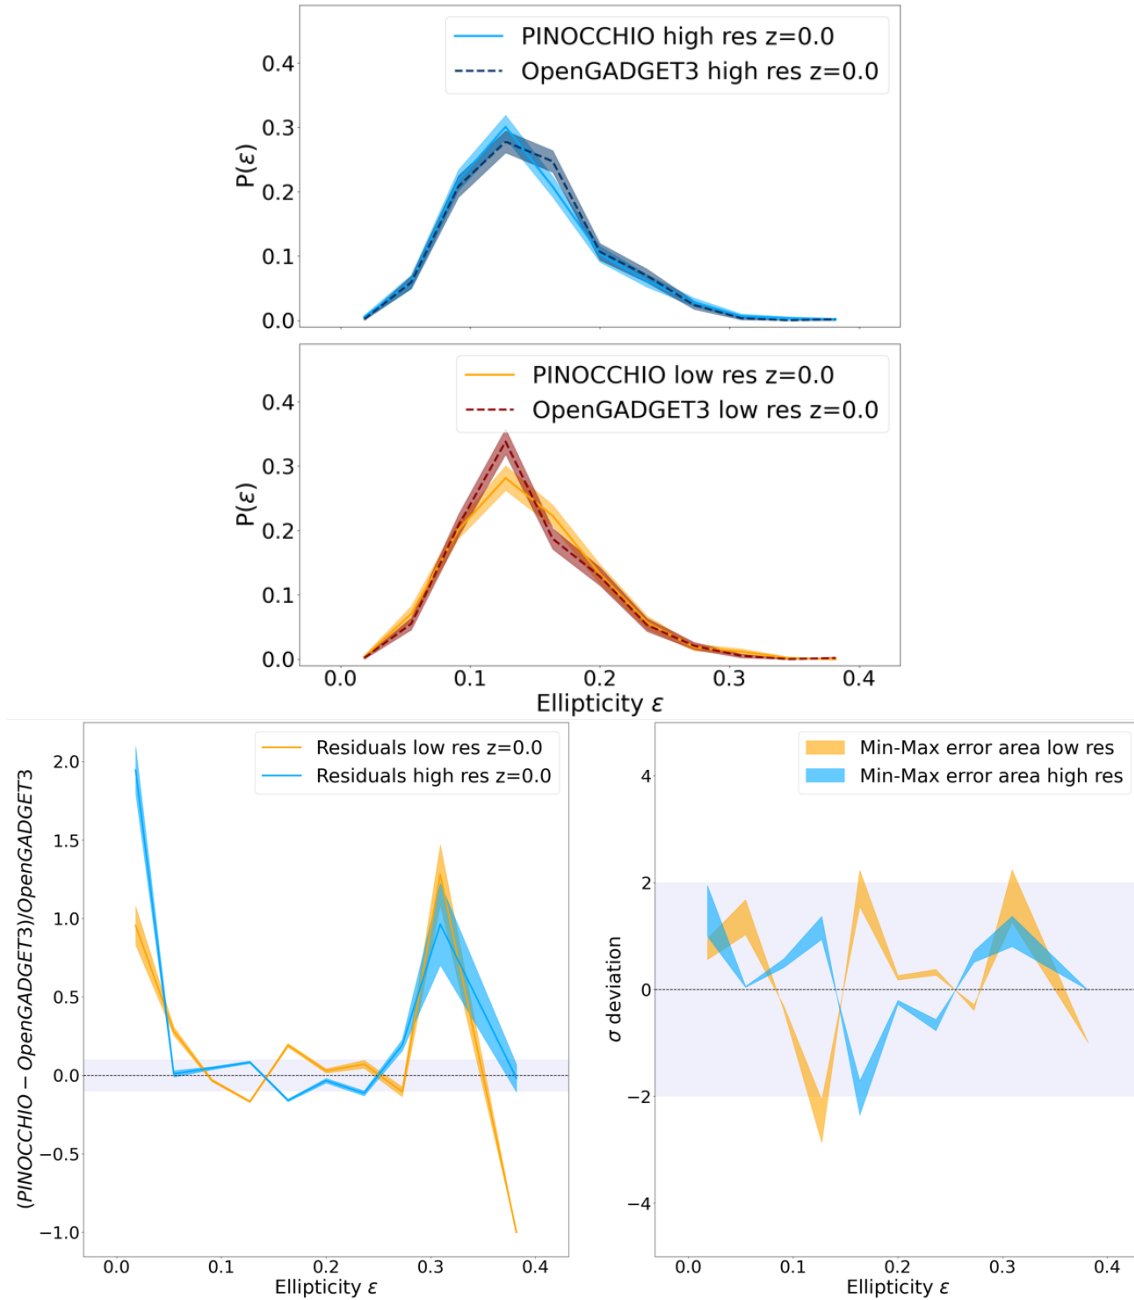 PINOCCHIO high res z=0.0
OpenGADGET3 high res z=0.0
P(ε)
0.4
0.3
0.2
0.1
0.0
PINOCCHIO low res z=0.0
OpenGADGET3 low res z=0.0
P(ε)
0.4
0.3
0.2
0.1
0.0
0.0 0.1 0.2 0.3 0.4
Ellipticity ε
Residuals low res z=0.0
Residuals high res z=0.0
(PINOCCHIO − OpenGADGET3)/OpenGADGET3
2.0
1.5
1.0
0.5
0.0
−0.5
−1.0
0.0 0.1 0.2 0.3 0.4
Ellipticity ε
Min-Max error area low res
Min-Max error area high res
σ deviation
4
2
0
−2
−4
0.0 0.1 0.2 0.3 0.4
Ellipticity ε